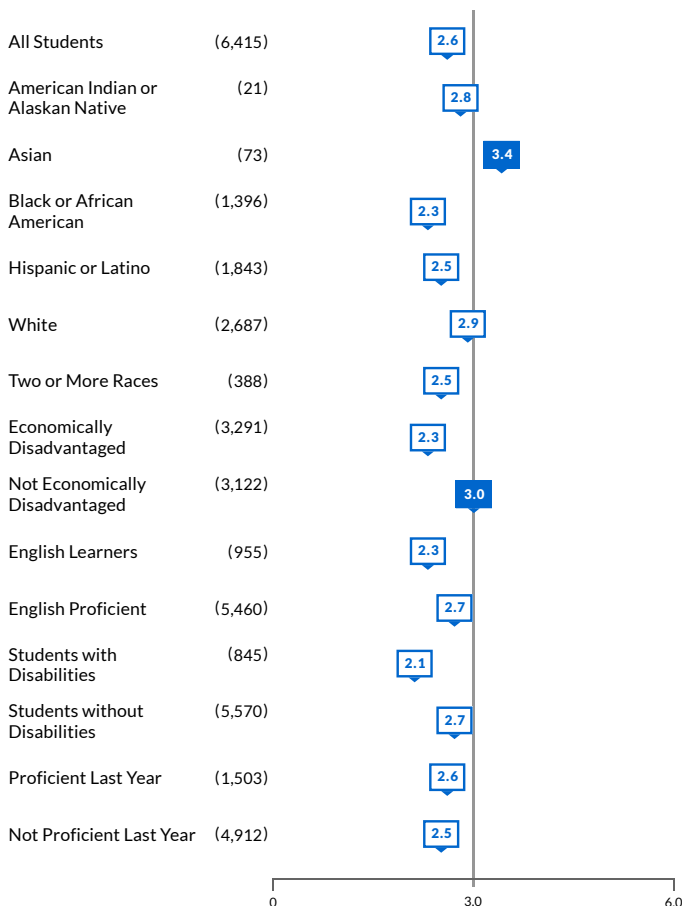 All Students (6,415) 2.6
American Indian or (21)
Alaskan Native 2.8
Asian (73) 3.4
Black or African (1,396)
American 2.3
Hispanic or Latino (1,843) 2.5
White (2,687) 2.9
Two or More Races (388) 2.5
Economically (3,291)
Disadvantaged 2.3
Not Economically (3,122)
Disadvantaged 3.0
English Learners (955) 2.3
English Proficient (5,460) 2.7
Students with (845)
Disabilities 2.1
Students without (5,570)
Disabilities 2.7
Proficient Last Year (1,503) 2.6
Not Proficient Last Year (4,912) 2.5
0 3.0 6.0